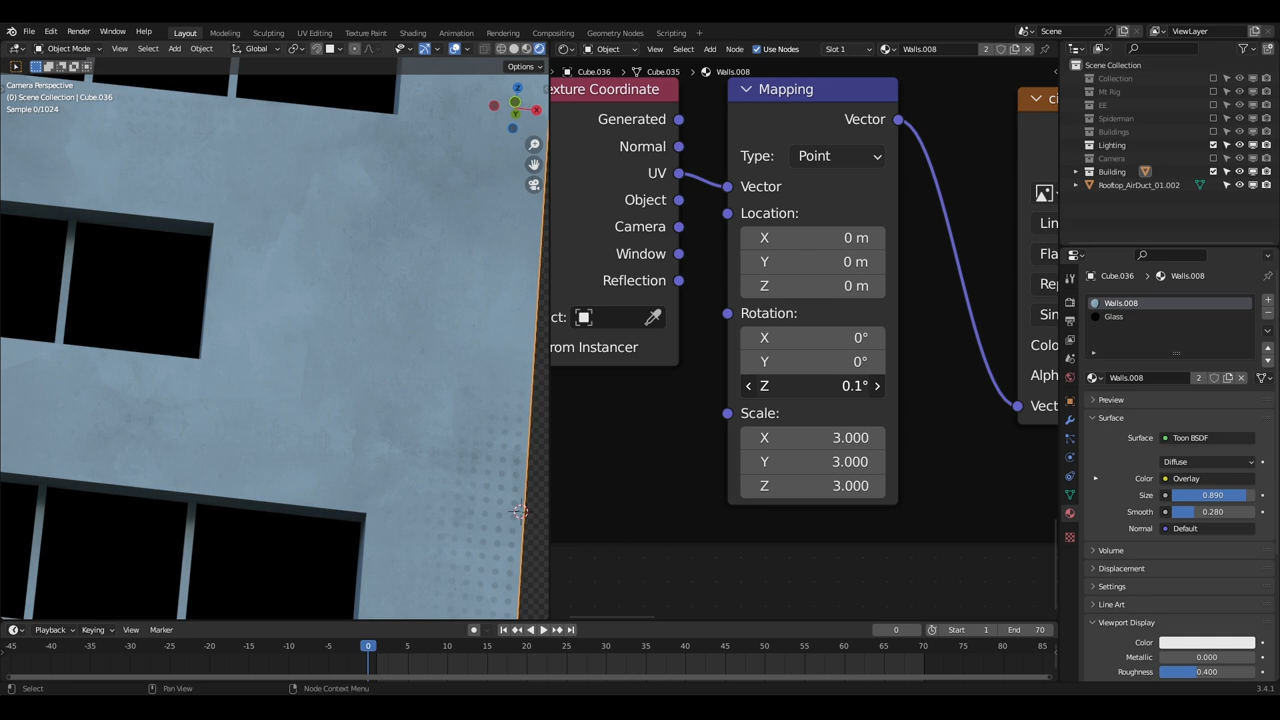 File Edit Render Window Help Layout Modeling Sculpting UV Editing Texture Paint Shading Animation Rendering Compositing Geometry Nodes Scripting + Scene ViewLayer
Object Mode View Select Add Object Global Object View Select Add Node Use Nodes Slot 1 Walls.008 2
Options
Cube.036 > Cube.035 > Walls.008
Camera Perspective
(0) Scene Collection | Cube.036
Sample 0/1024
Z
X
Y
exture Coordinate
Generated
Normal
UV
Object
Camera
Window
Reflection
ct:
rom Instancer
Mapping
Vector
Type: Point
Vector
Location:
X 0 m
Y 0 m
Z 0 m
Rotation:
X 0°
Y 0°
Z 0.1°
Scale:
X 3.000
Y 3.000
Z 3.000
ci
Lin
Fla
Rep
Sin
Colo
Alph
Vect
Scene Collection
Collection
Mt Rig
EE
Spiderman
Buildings
Lighting
Camera
Building
Rooftop_AirDuct_01.002
Cube.036 > Walls.008
Walls.008
Glass
Walls.008 2
Preview
Surface
Surface Toon BSDF
Diffuse
Color Overlay
Size 0.890
Smooth 0.280
Normal Default
Volume
Displacement
Settings
Line Art
Viewport Display
Color
Metallic 0.000
Roughness 0.400
Playback Keying View Marker 0 Start 1 End 70
-45 -40 -35 -30 -25 -20 -15 -10 -5 0 5 10 15 20 25 30 35 40 45 50 55 60 65 70 75 80 85
Select Pan View Node Context Menu 3.4.1